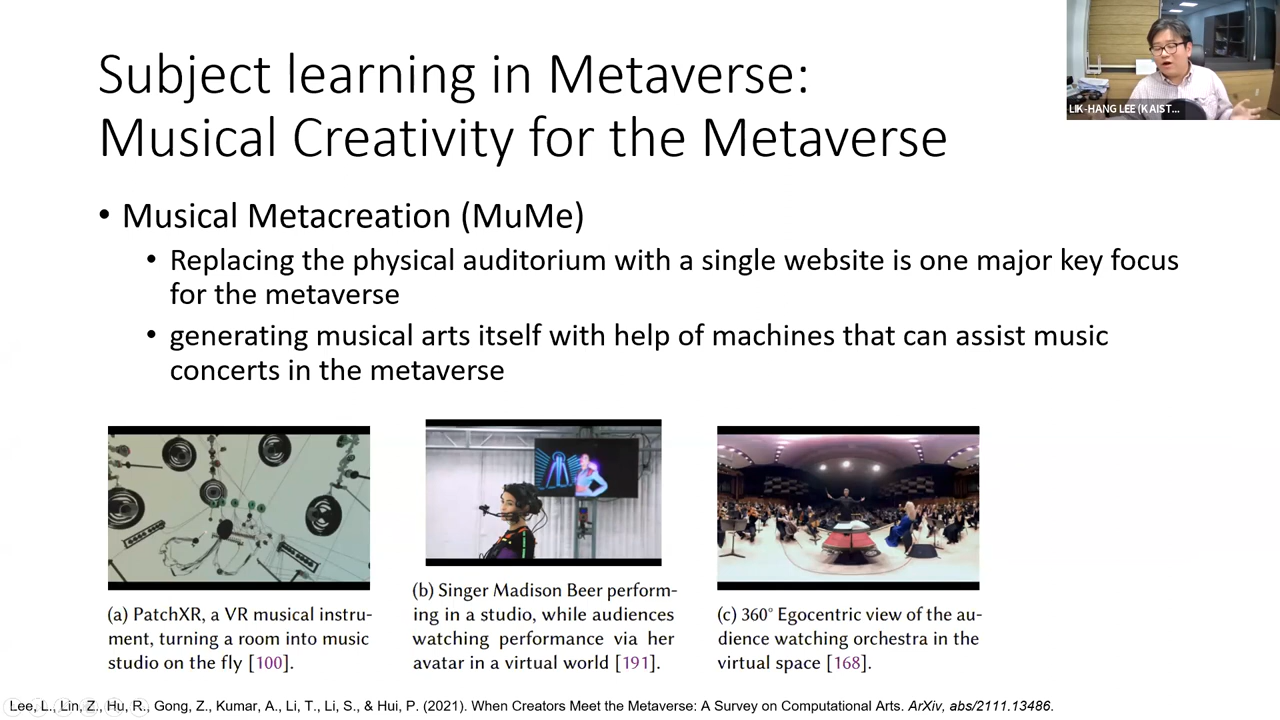 Subject learning in Metaverse:
Musical Creativity for the Metaverse
LIK-HANG LEE (KAIST...
• Musical Metacreation (MuMe)
• Replacing the physical auditorium with a single website is one major key focus
for the metaverse
• generating musical arts itself with help of machines that can assist music
concerts in the metaverse
(a) PatchXR, a VR musical instru-
ment, turning a room into music
studio on the fly [100].
(b) Singer Madison Beer perform-
ing in a studio, while audiences
watching performance via her
avatar in a virtual world [191].
(c) 360° Egocentric view of the au-
dience watching orchestra in the
virtual space [168].
Lee, L., Lin, Z., Hu, R., Gong, Z., Kumar, A., Li, T., Li, S., & Hui, P. (2021). When Creators Meet the Metaverse: A Survey on Computational Arts. ArXiv, abs/2111.13486.